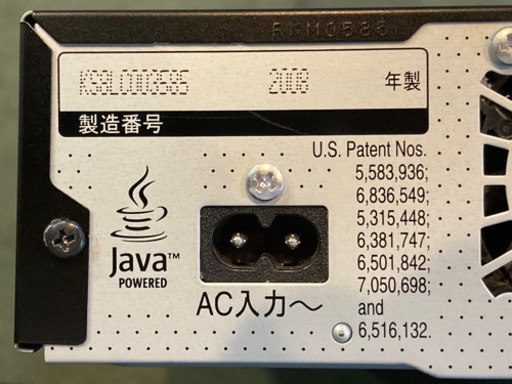 RKM0585
K98L0003585 2008 年製
製造番号
U.S. Patent Nos.
5,583,936;
6,836,549;
5,315,448;
6,381,747;
6,501,842;
7,050,698;
and
6,516,132.
Java™
POWERED
AC入力～